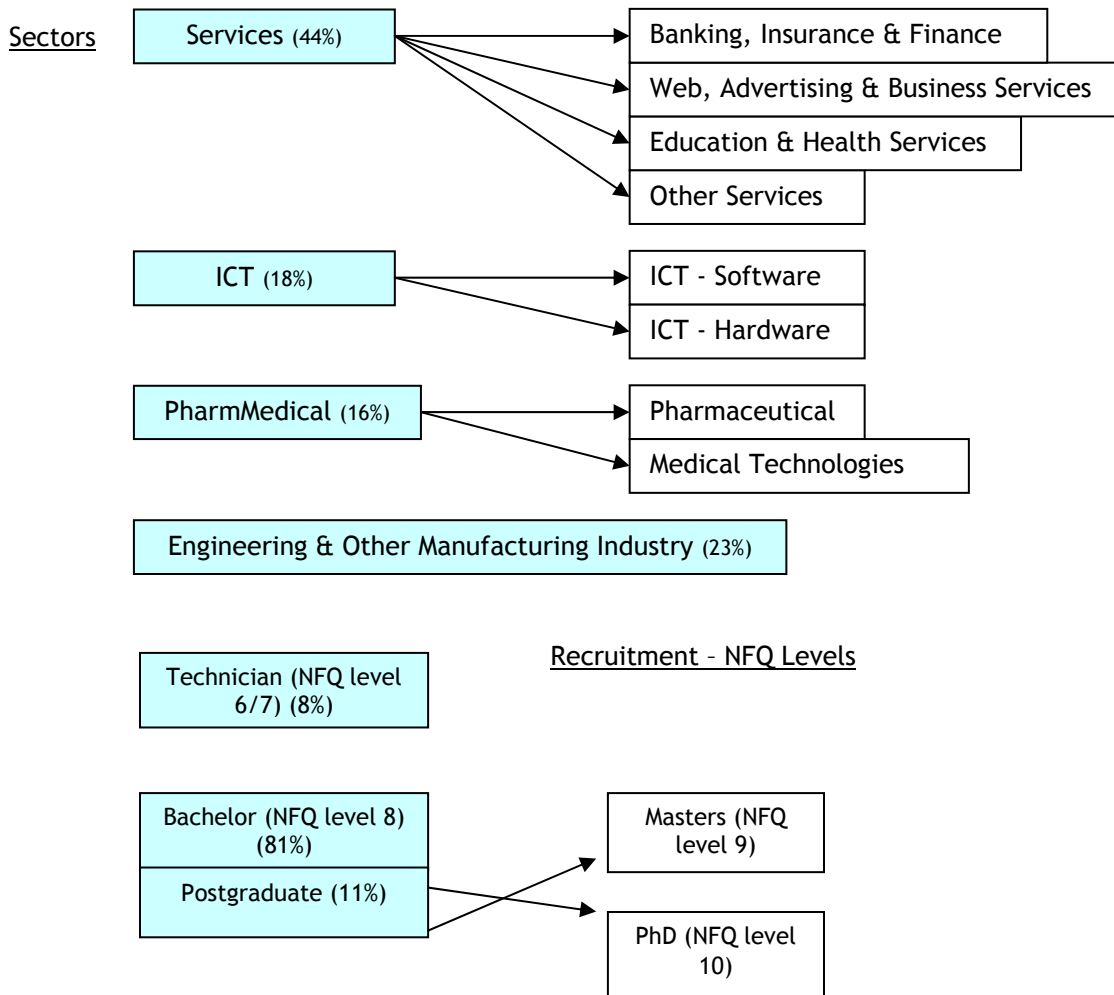 Sectors
Services (44%)
Banking, Insurance & Finance
Web, Advertising & Business Services
Education & Health Services
Other Services
ICT (18%)
ICT - Software
ICT - Hardware
PharmMedical (16%)
Pharmaceutical
Medical Technologies
Engineering & Other Manufacturing Industry (23%)
Recruitment – NFQ Levels
Technician (NFQ level
6/7) (8%)
Bachelor (NFQ level 8)
(81%)
Postgraduate (11%)
Masters (NFQ
level 9)
PhD (NFQ level
10)